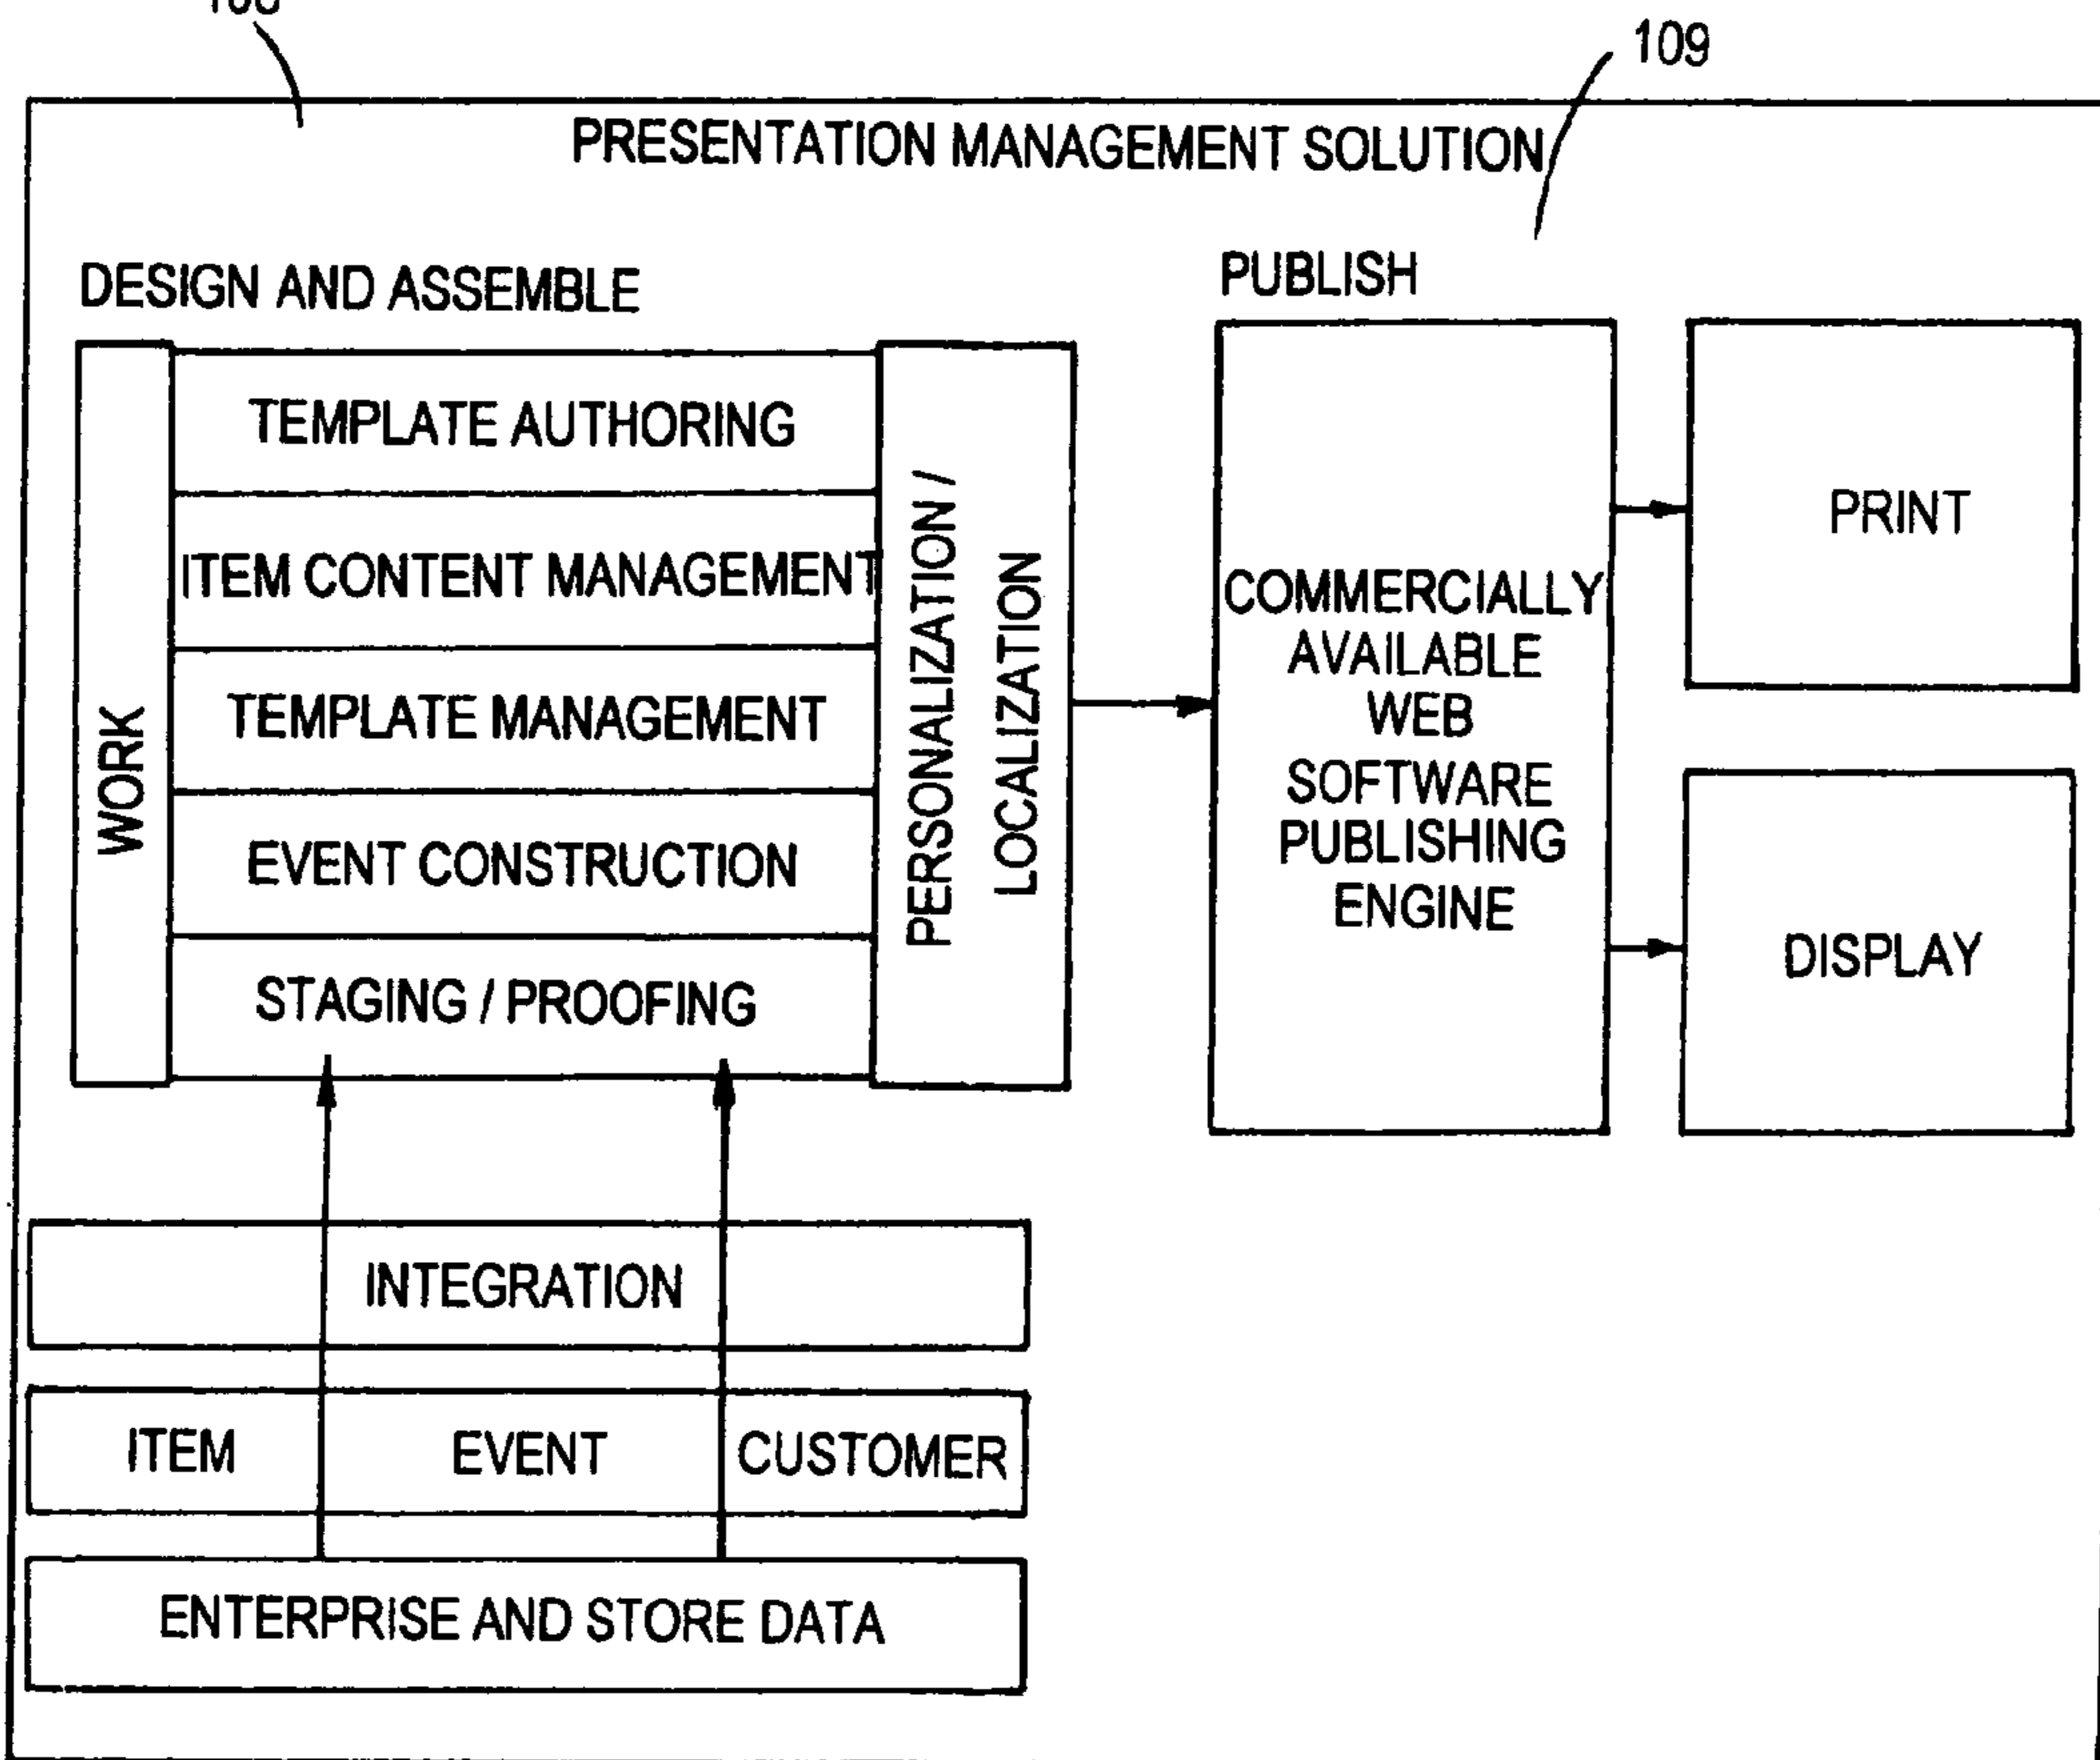 109
PRESENTATION MANAGEMENT SOLUTION
DESIGN AND ASSEMBLE
WORK
TEMPLATE AUTHORING
ITEM CONTENT MANAGEMENT
TEMPLATE MANAGEMENT
EVENT CONSTRUCTION
STAGING / PROOFING
PERSONALIZATION /
LOCALIZATION
PUBLISH
COMMERCIALLY
AVAILABLE
WEB
SOFTWARE
PUBLISHING
ENGINE
PRINT
DISPLAY
INTEGRATION
ITEM
EVENT
CUSTOMER
ENTERPRISE AND STORE DATA